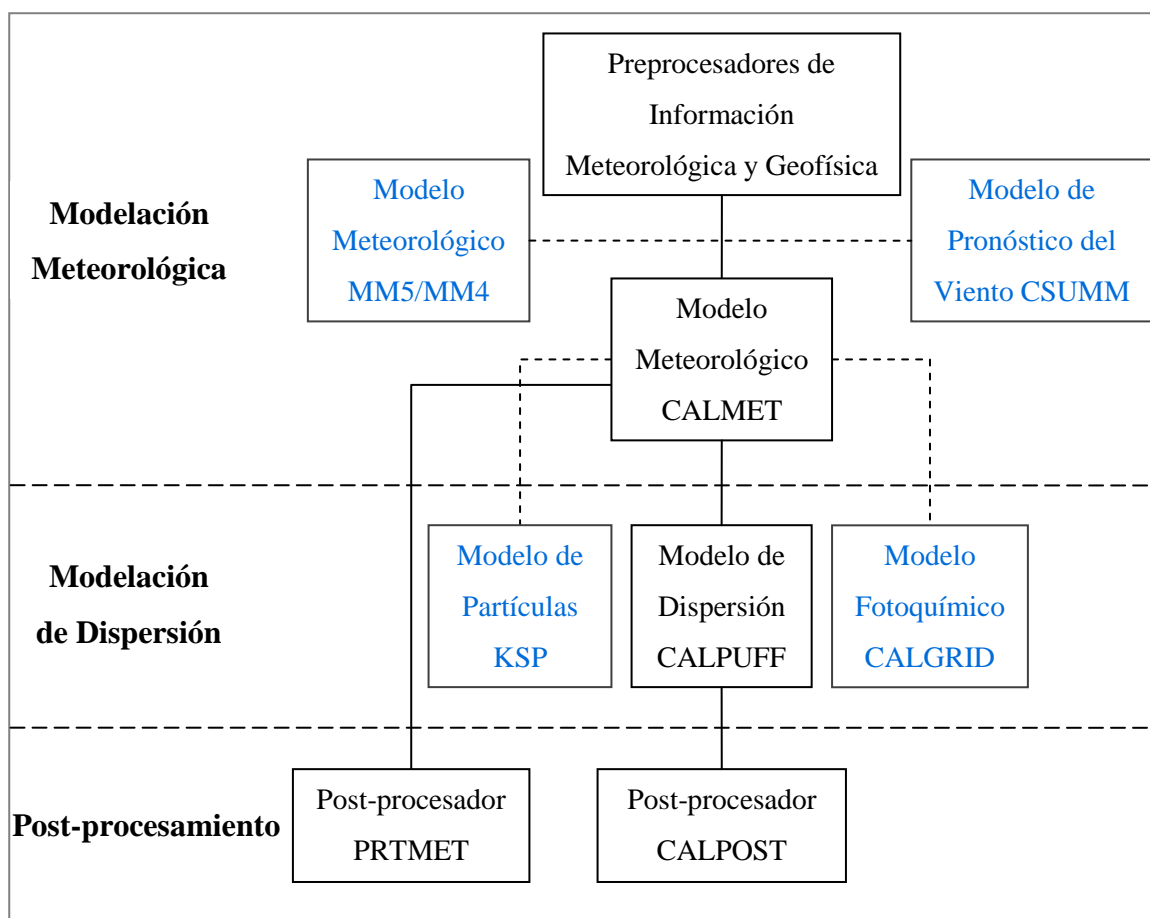 Preprocesadores de
Información
Meteorológica y Geofísica
Modelación
Meteorológica
Modelo
Meteorológico
MM5/MM4
Modelo de
Pronóstico del
Viento CSUMM
Modelo
Meteorológico
CALMET
Modelación
de Dispersión
Modelo de
Partículas
KSP
Modelo de
Dispersión
CALPUFF
Modelo
Fotoquímico
CALGRID
Post-procesamiento
Post-procesador
PRTMET
Post-procesador
CALPOST